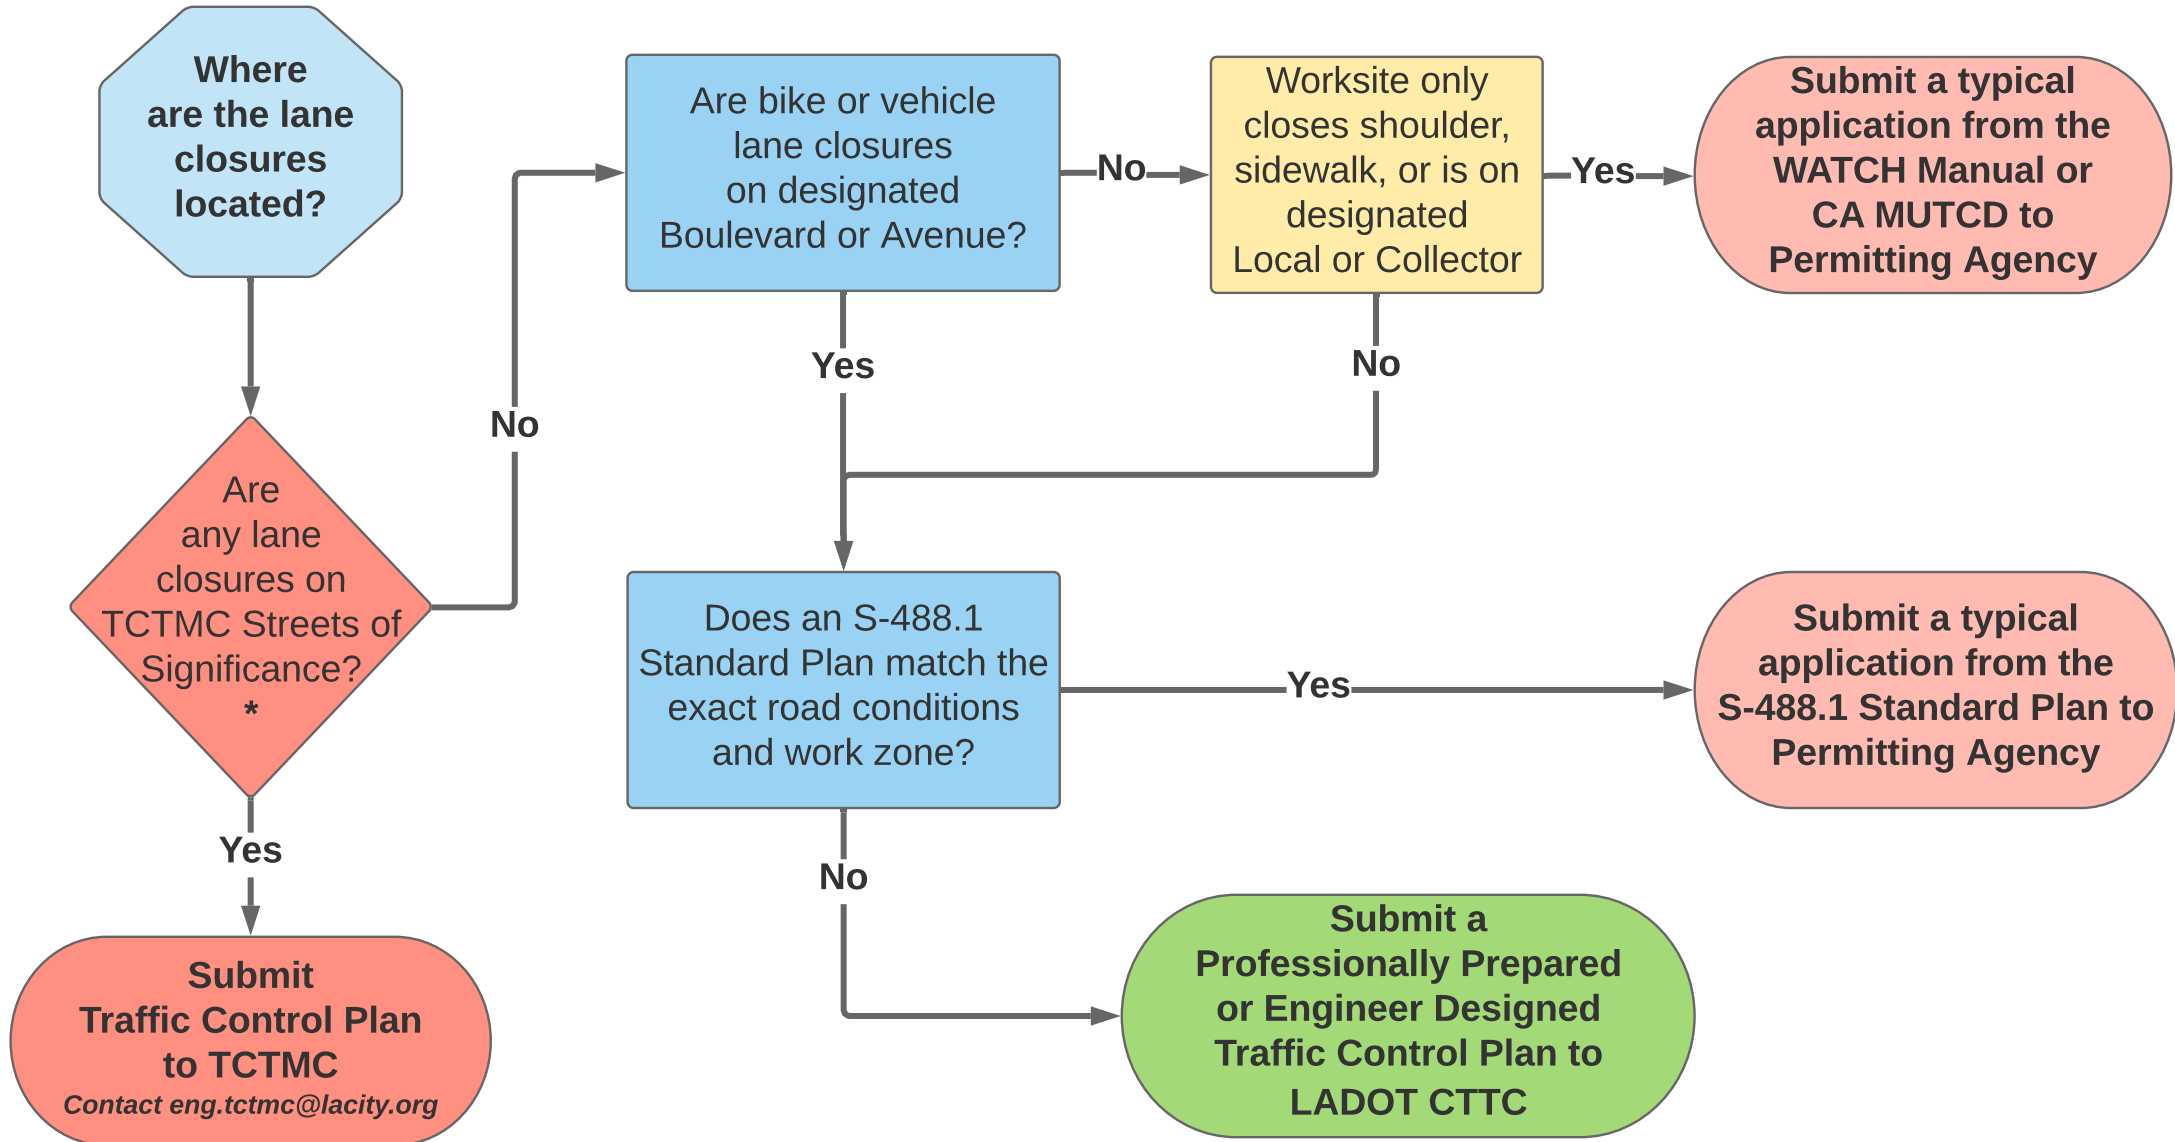 Where
are the lane
closures
located?
Are bike or vehicle
lane closures
on designated
Boulevard or Avenue?
No
Worksite only
closes shoulder,
sidewalk, or is on
designated
Local or Collector
Yes
Submit a typical
application from the
WATCH Manual or
CA MUTCD to
Permitting Agency
Yes
No
No
Are
any lane
closures on
TCTMC Streets of
Significance?
*
Does an S-488.1
Standard Plan match the
exact road conditions
and work zone?
Yes
Submit a typical
application from the
S-488.1 Standard Plan to
Permitting Agency
Yes
No
Submit
Traffic Control Plan
to TCTMC
Contact eng.tctmc@lacity.org
Submit a
Professionally Prepared
or Engineer Designed
Traffic Control Plan to
LADOT CTTC